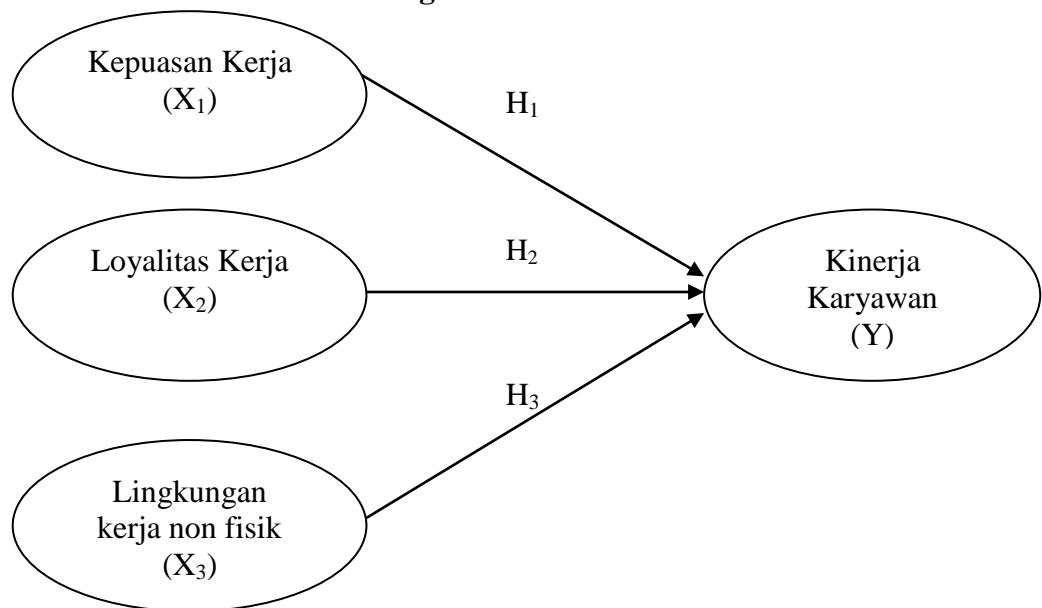 Kepuasan Kerja
(X₁)
H₁
Loyalitas Kerja
(X₂)
H₂
Kinerja
Karyawan
(Y)
H₃
Lingkungan
kerja non fisik
(X₃)